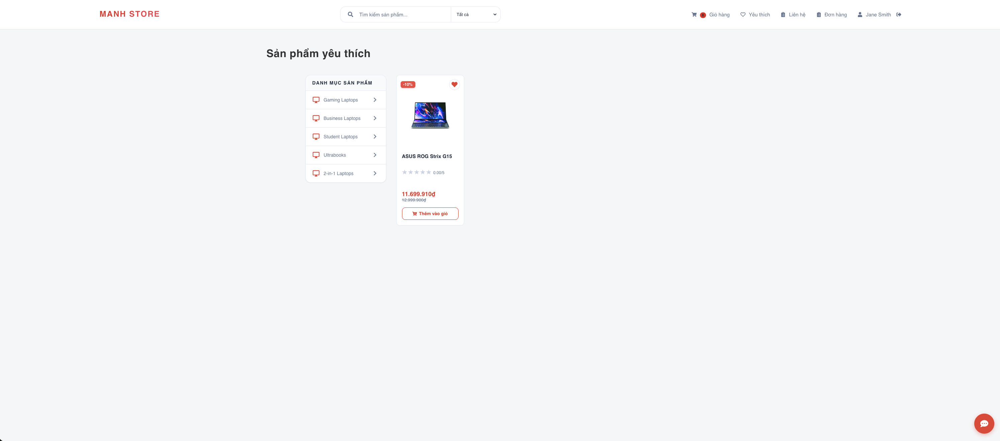 MANH STORE
Tìm kiếm sản phẩm...
Tất cả
0 Giỏ hàng
Yêu thích
Liên hệ
Đơn hàng
Jane Smith
Sản phẩm yêu thích
DANH MỤC SẢN PHẨM
Gaming Laptops
Business Laptops
Student Laptops
Ultrabooks
2-in-1 Laptops
-10%
ASUS ROG Strix G15
0.00/5
11.699.910₫
12.999.900₫
Thêm vào giỏ